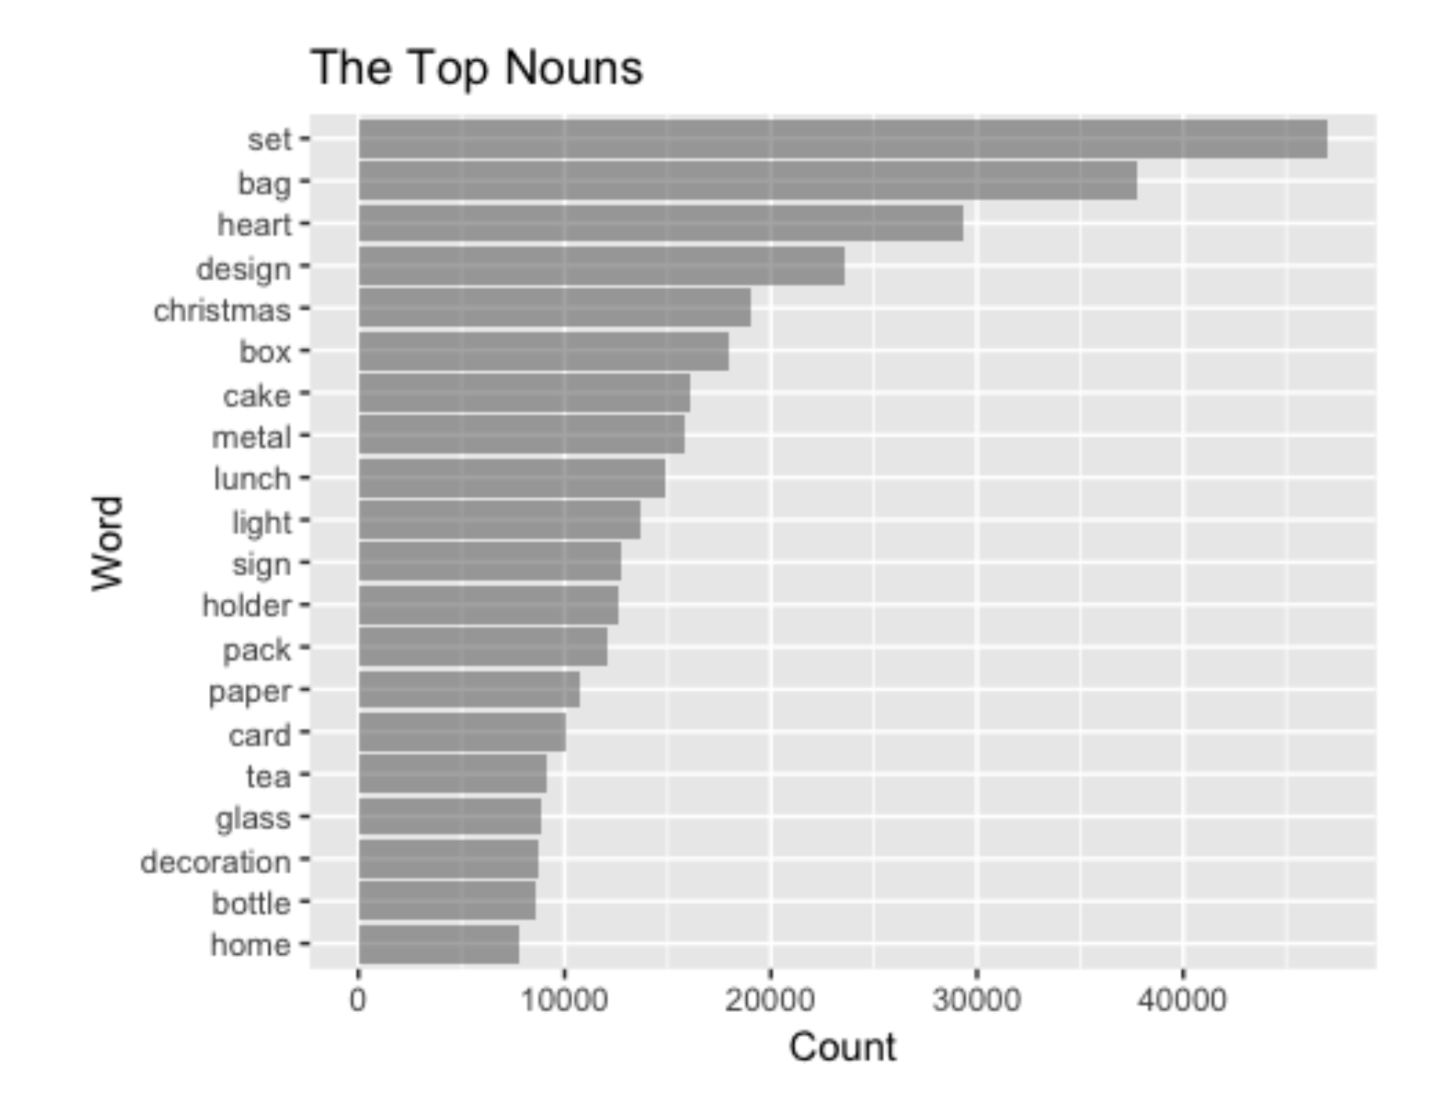 The Top Nouns
set
bag
heart
design
christmas
box
cake
metal
lunch
light
sign
holder
pack
paper
card
tea
glass
decoration
bottle
home
Word
0 10000 20000 30000 40000
Count